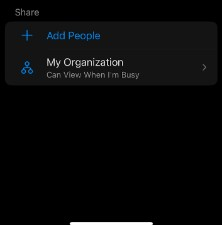 Share
Add People
My Organization
Can View When I'm Busy